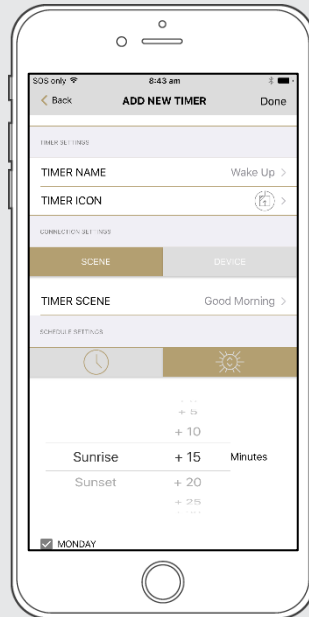 SOS only 8:43 am
Back ADD NEW TIMER Done
TIMER SETTINGS
TIMER NAME Wake Up
TIMER ICON
CONNECTION SETTINGS
SCENE DEVICE
TIMER SCENE Good Morning
SCHEDULE SETTINGS
+ 5
+ 10
Sunrise + 15 Minutes
Sunset + 20
+ 25
MONDAY